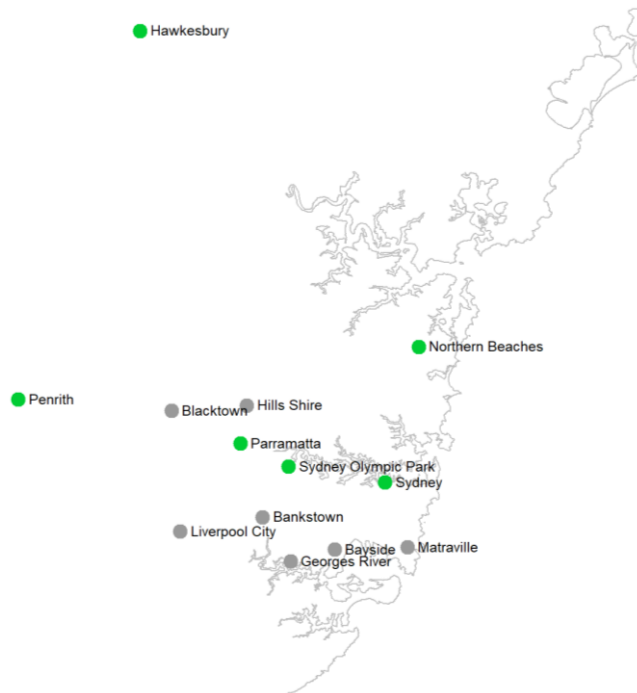 Hawkesbury
Northern Beaches
Penrith
Hills Shire
Blacktown
Parramatta
Sydney Olympic Park
Sydney
Bankstown
Liverpool City
Matraville
Bayside
Georges River